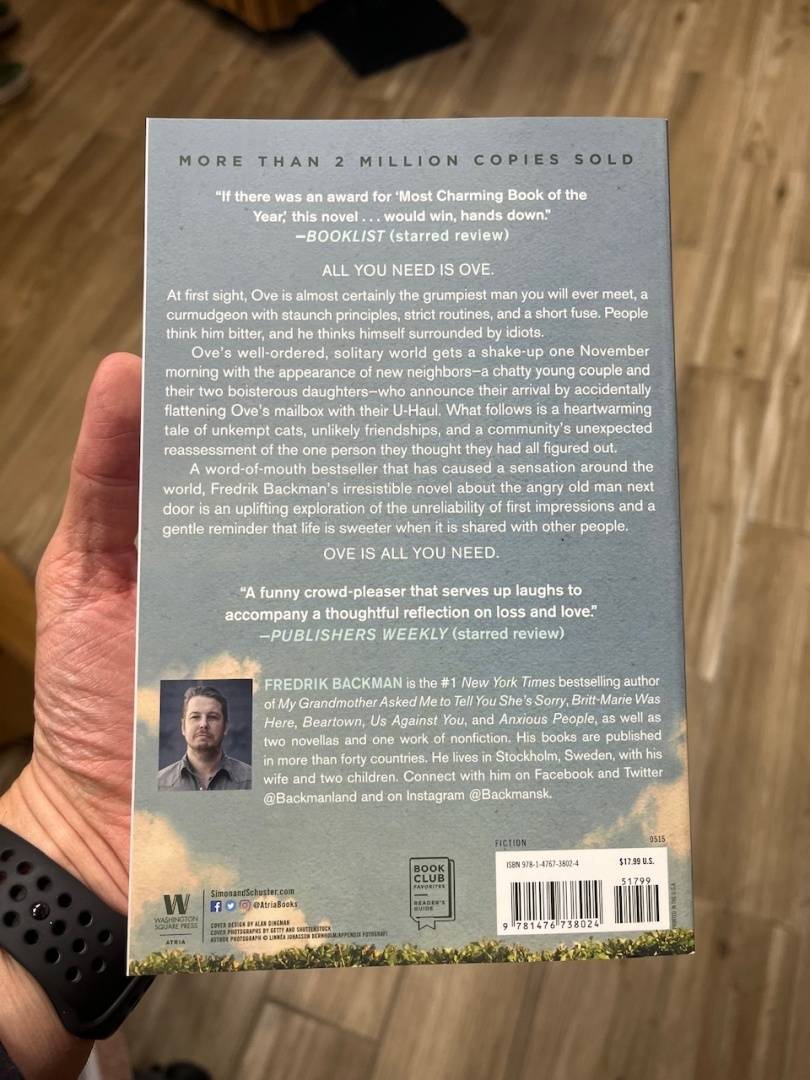 MORE THAN 2 MILLION COPIES SOLD
“If there was an award for ‘Most Charming Book of the
Year,’ this novel . . . would win, hands down.”
—BOOKLIST (starred review)
ALL YOU NEED IS OVE.
At first sight, Ove is almost certainly the grumpiest man you will ever meet, a
curmudgeon with staunch principles, strict routines, and a short fuse. People
think him bitter, and he thinks himself surrounded by idiots.
Ove’s well-ordered, solitary world gets a shake-up one November
morning with the appearance of new neighbors—a chatty young couple and
their two boisterous daughters—who announce their arrival by accidentally
flattening Ove’s mailbox with their U-Haul. What follows is a heartwarming
tale of unkempt cats, unlikely friendships, and a community’s unexpected
reassessment of the one person they thought they had all figured out.
A word-of-mouth bestseller that has caused a sensation around the
world, Fredrik Backman’s irresistible novel about the angry old man next
door is an uplifting exploration of the unreliability of first impressions and a
gentle reminder that life is sweeter when it is shared with other people.
OVE IS ALL YOU NEED.
“A funny crowd-pleaser that serves up laughs to
accompany a thoughtful reflection on loss and love.”
—PUBLISHERS WEEKLY (starred review)
FREDRIK BACKMAN is the #1 New York Times bestselling author
of My Grandmother Asked Me to Tell You She’s Sorry, Britt-Marie Was
Here, Beartown, Us Against You, and Anxious People, as well as
two novellas and one work of nonfiction. His books are published
in more than forty countries. He lives in Stockholm, Sweden, with his
wife and two children. Connect with him on Facebook and Twitter
@Backmanland and on Instagram @Backmansk.
W
WASHINGTON
SQUARE PRESS
ATRIA
SimonandSchuster.com
@AtriaBooks
COVER DESIGN BY ALAN DINGMAN
COVER PHOTOGRAPHS BY GETTY AND SHUTTERSTOCK
AUTHOR PHOTOGRAPH © LINNÉA JONASSON BERNHOLM/APPENDIX FOTOGRAFI
BOOK
CLUB
FAVORITES
READER’S
GUIDE
FICTION
0515
ISBN 978-1-4767-3802-4
$17.99 U.S.
51799
9 781476 738024
PRINTED IN THE U.S.A.